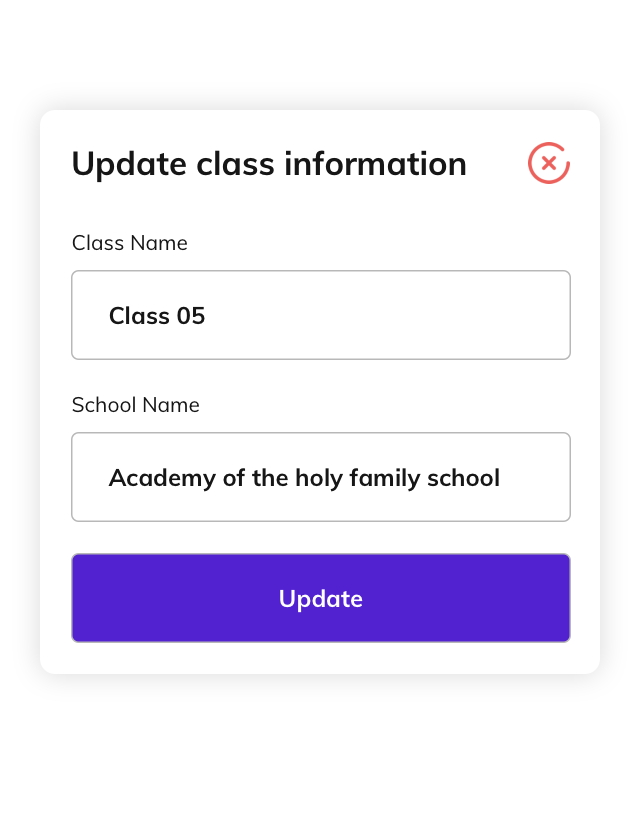 Update class information
Class Name
Class 05
School Name
Academy of the holy family school
Update